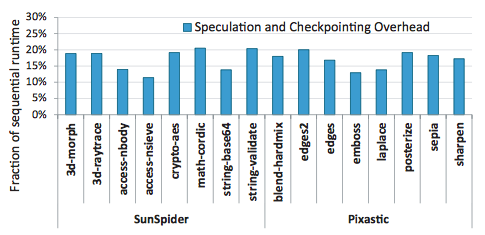 Speculation and Checkpointing Overhead
Fraction of sequential runtime
30%
25%
20%
15%
10%
5%
0%
3d-morph
3d-raytrace
access-nbody
access-nsieve
crypto-aes
math-cordic
string-base64
string-validate
blend-hardmix
edges2
edges
emboss
laplace
posterize
sepia
sharpen
SunSpider
Pixastic